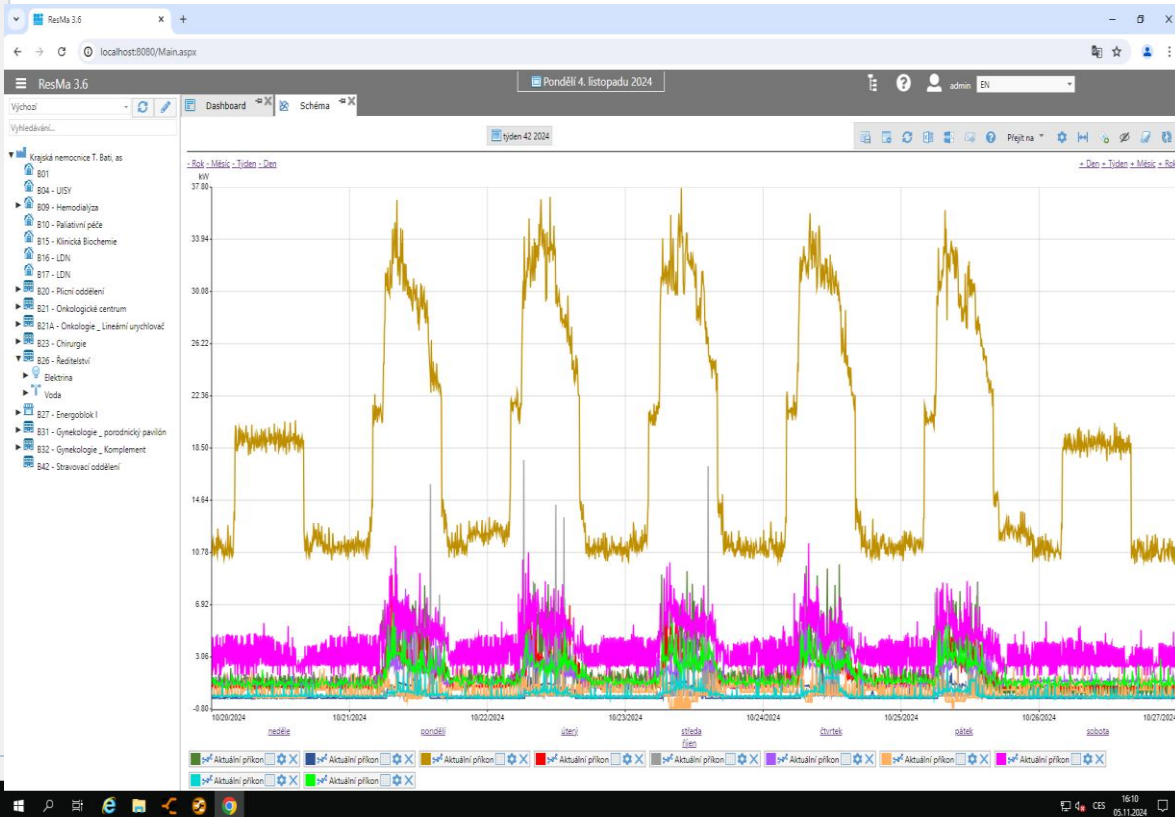 ResMa 3.6
localhost:8080/Main.aspx
ResMa 3.6
Pondělí 4. listopadu 2024
admin
EN
Výchozí
Dashboard
Schéma
Vyhledávání...
týden 42 2024
Přejít na
- Rok - Měsíc - Týden - Den
+ Den + Týden + Měsíc + Rok
Krajská nemocnice T. Bati, as
B01
B04 - UISY
B09 - Hemodialýza
B10 - Paliativní péče
B15 - Klinická Biochemie
B16 - LDN
B17 - LDN
B20 - Plicní oddělení
B21 - Onkologické centrum
B21A - Onkologie _ Lineární urychlovač
B23 - Chirurgie
B26 - Ředitelství
Elektrina
Voda
B27 - Energoblok I
B31 - Gynekologie _ porodnický pavilón
B32 - Gynekologie _ Komplement
B42 - Stravovací oddělení
kW
37.80
33.94
30.08
26.22
22.36
18.50
14.64
10.78
6.92
3.06
-0.80
10/20/2024 10/21/2024 10/22/2024 10/23/2024 10/24/2024 10/25/2024 10/26/2024 10/27/2024
neděle pondělí úterý středa čtvrtek pátek sobota
říjen
Aktuální příkon Aktuální příkon Aktuální příkon Aktuální příkon Aktuální příkon Aktuální příkon Aktuální příkon Aktuální příkon
Aktuální příkon Aktuální příkon
CES
16:10
05.11.2024